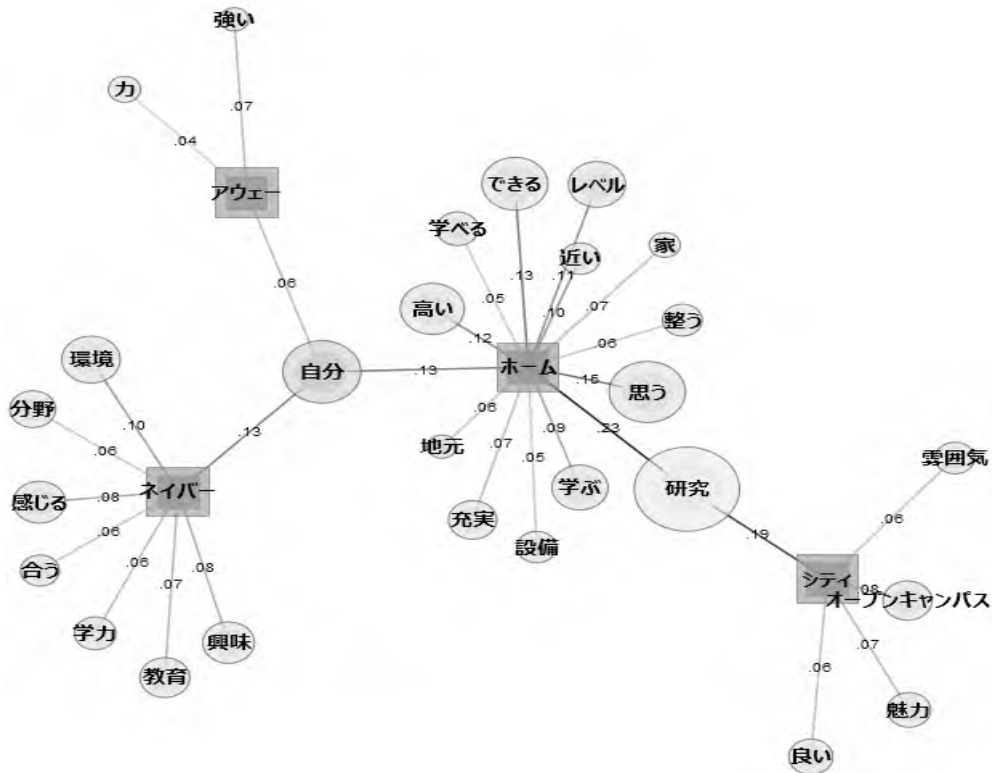 強い
力
.07
.04
アウェー
できる
レベル
学べる
近い
家
.06
.13
.11
.05
.10
.07
高い
整う
.12
.06
環境
自分
.13
ホーム
.15
思う
分野
.10
.13
.06
.23
地元
.07
.05
.09
.06
感じる
.08
ネイバー
充実
設備
学ぶ
研究
雰囲気
合う
.06
.06
.07
.08
.19
.06
学力
教育
興味
シティ
.08
オープンキャンパス
.06
.07
魅力
良い